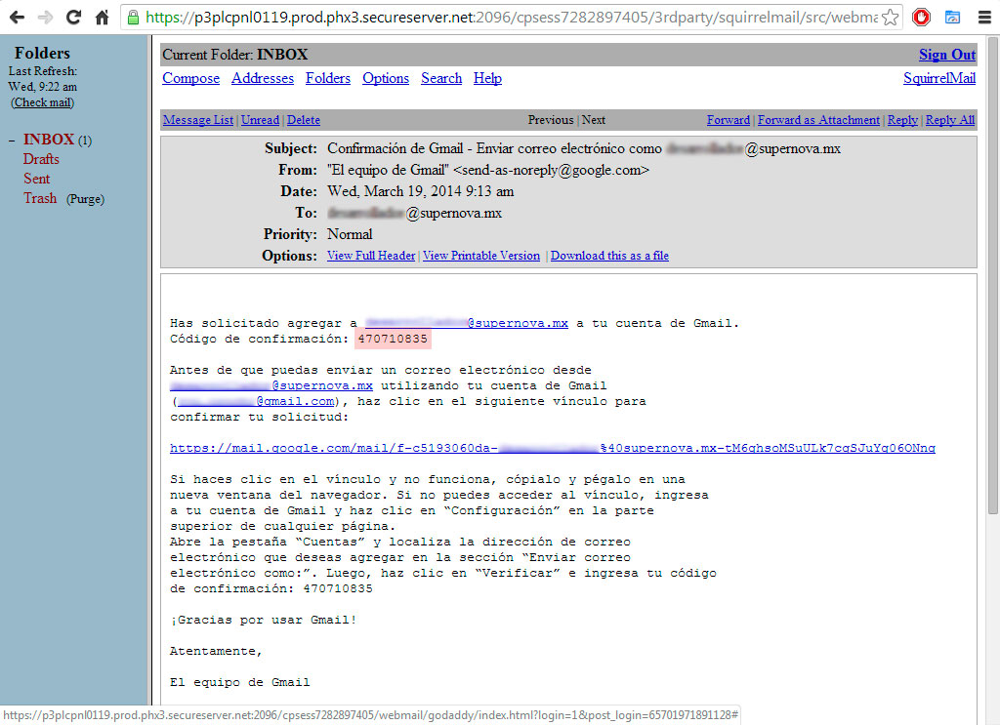 https://p3plcpnl0119.prod.phx3.secureserver.net:2096/cpsess7282897405/3rdparty/squirrelmail/src/webma
Folders
Last Refresh:
Wed, 9:22 am
(Check mail)
– INBOX (1)
Drafts
Sent
Trash (Purge)
Current Folder: INBOX Sign Out
Compose Addresses Folders Options Search Help SquirrelMail
Message List | Unread | Delete Previous | Next Forward | Forward as Attachment | Reply | Reply All
Subject: Confirmación de Gmail - Enviar correo electrónico como @supernova.mx
From: "El equipo de Gmail" <send-as-noreply@google.com>
Date: Wed, March 19, 2014 9:13 am
To: @supernova.mx
Priority: Normal
Options: View Full Header | View Printable Version | Download this as a file
Has solicitado agregar a @supernova.mx a tu cuenta de Gmail.
Código de confirmación: 470710835
Antes de que puedas enviar un correo electrónico desde
@supernova.mx utilizando tu cuenta de Gmail
( @gmail.com), haz clic en el siguiente vínculo para
confirmar tu solicitud:
https://mail.google.com/mail/f-c5193060da- %40supernova.mx-tM6ghsoMSuULk7cgSJuYg06ONng
Si haces clic en el vínculo y no funciona, cópialo y pégalo en una
nueva ventana del navegador. Si no puedes acceder al vínculo, ingresa
a tu cuenta de Gmail y haz clic en “Configuración” en la parte
superior de cualquier página.
Abre la pestaña “Cuentas” y localiza la dirección de correo
electrónico que deseas agregar en la sección “Enviar correo
electrónico como:”. Luego, haz clic en “Verificar” e ingresa tu código
de confirmación: 470710835
¡Gracias por usar Gmail!
Atentamente,
El equipo de Gmail
https://p3plcpnl0119.prod.phx3.secureserver.net:2096/cpsess7282897405/webmail/godaddy/index.html?login=1&post_login=65701971891128#